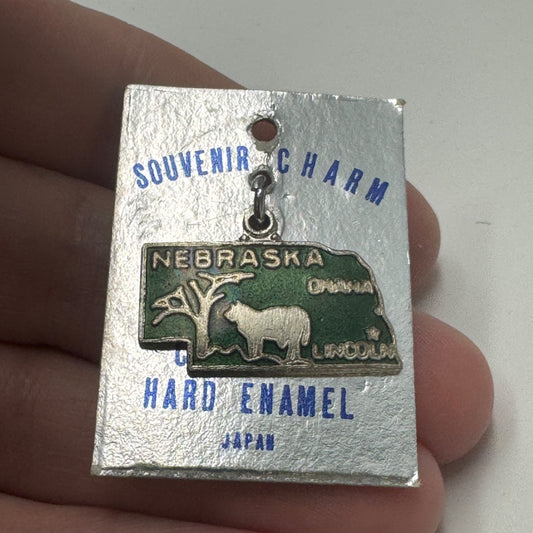 SOUVENIR CHARM
NEBRASKA
OMAHA
LINCOLN
HARD ENAMEL
JAPAN